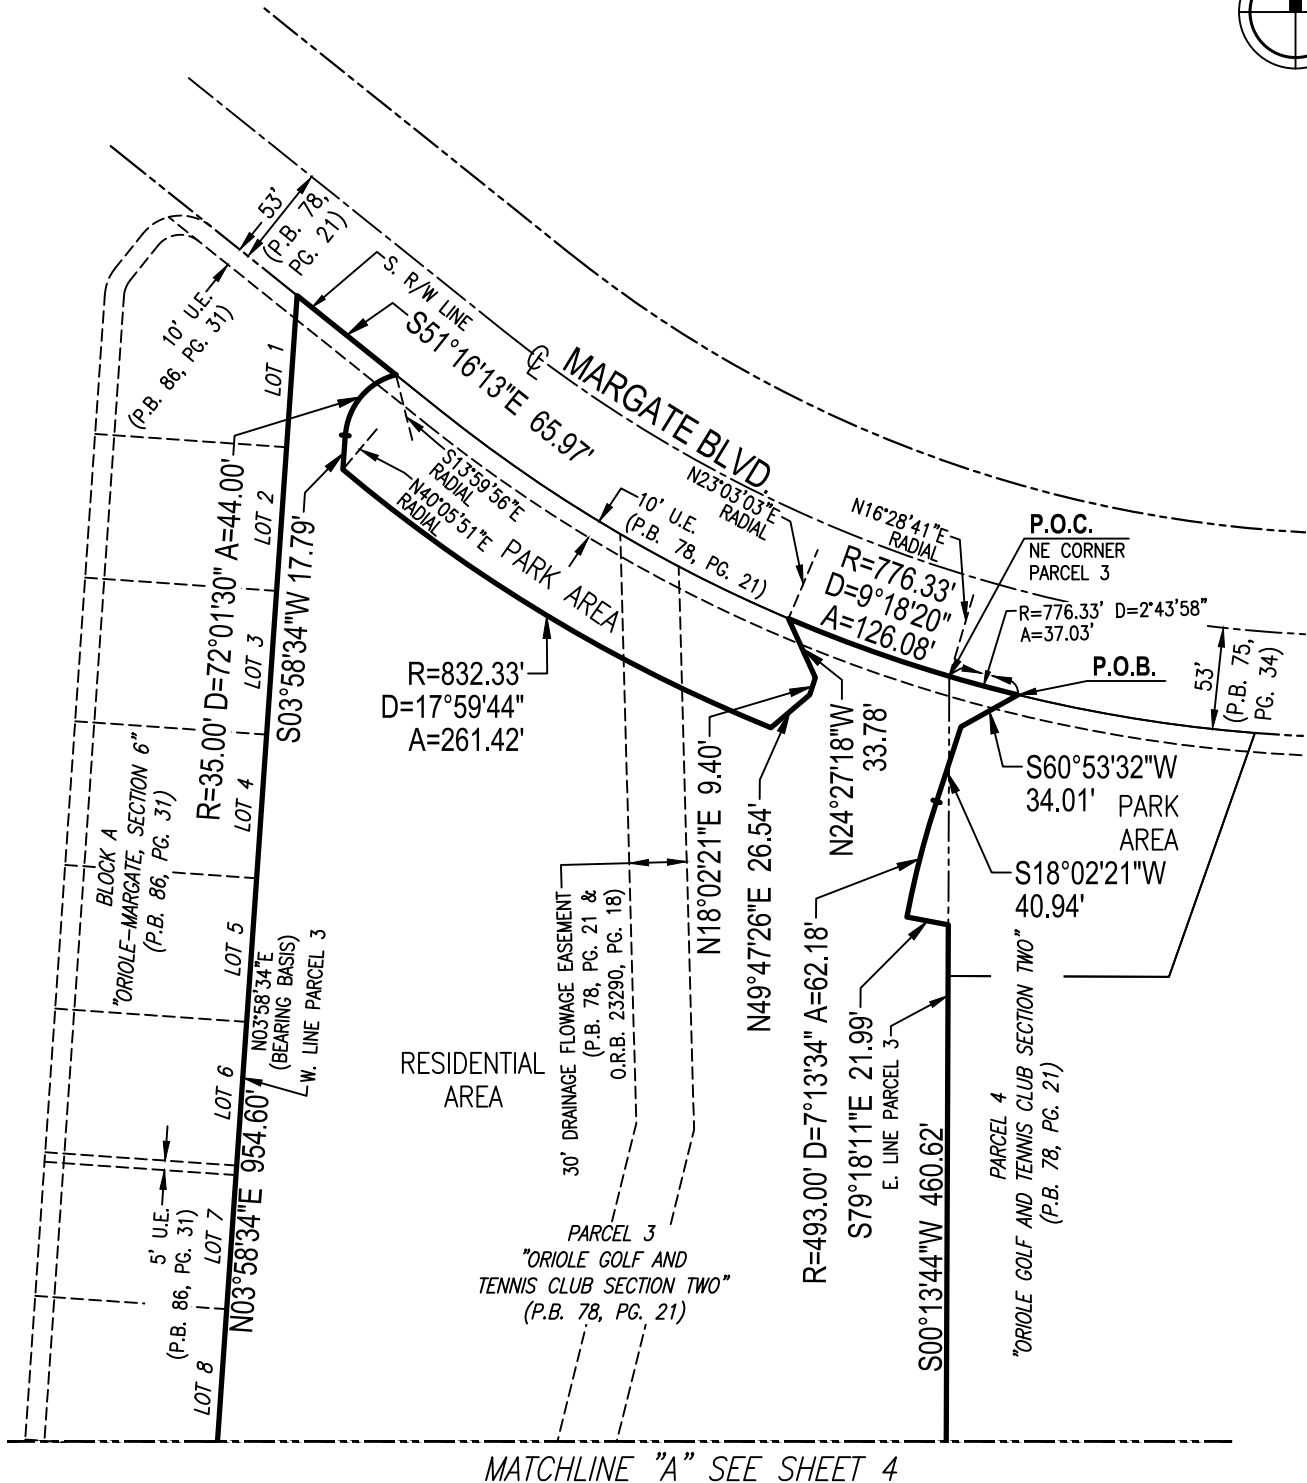 53'
(P.B. 78,
PG. 21)
S. R/W LINE
S51°16'13"E 65.97'
℄ MARGATE BLVD.
10' U.E.
(P.B. 86, PG. 31)
LOT 1
LOT 2
LOT 3
LOT 4
LOT 5
LOT 6
LOT 7
LOT 8
R=35.00' D=72°01'30" A=44.00'
S03°58'34"W 17.79'
S13°59'56"E
RADIAL
N40°05'51"E
RADIAL
PARK AREA
10' U.E.
(P.B. 78, PG. 21)
N23°03'03"E
RADIAL
N16°28'41"E
RADIAL
R=776.33'
D=9°18'20"
A=126.08'
P.O.C.
NE CORNER
PARCEL 3
R=776.33' D=2°43'58"
A=37.03'
P.O.B.
53'
(P.B. 75,
PG. 34)
R=832.33'
D=17°59'44"
A=261.42'
N18°02'21"E 9.40'
N49°47'26"E 26.54'
N24°27'18"W
33.78'
S60°53'32"W
34.01'
PARK
AREA
S18°02'21"W
40.94'
BLOCK A
"ORIOLE-MARGATE, SECTION 6"
(P.B. 86, PG. 31)
N03°58'34"E
(BEARING BASIS)
W. LINE PARCEL 3
N03°58'34"E 954.60'
5' U.E.
(P.B. 86, PG. 31)
RESIDENTIAL
AREA
30' DRAINAGE FLOWAGE EASEMENT
(P.B. 78, PG. 21 &
O.R.B. 23290, PG. 18)
R=493.00' D=7°13'34" A=62.18'
S79°18'11"E 21.99'
E. LINE PARCEL 3
S00°13'44"W 460.62'
PARCEL 4
"ORIOLE GOLF AND TENNIS CLUB SECTION TWO"
(P.B. 78, PG. 21)
PARCEL 3
"ORIOLE GOLF AND
TENNIS CLUB SECTION TWO"
(P.B. 78, PG. 21)
MATCHLINE "A" SEE SHEET 4